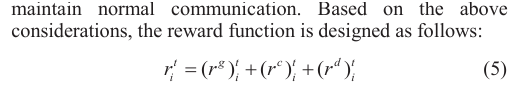 maintain normal communication. Based on the above
considerations, the reward function is designed as follows:
r_i^t = (r^g)_i^t + (r^c)_i^t + (r^d)_i^t (5)